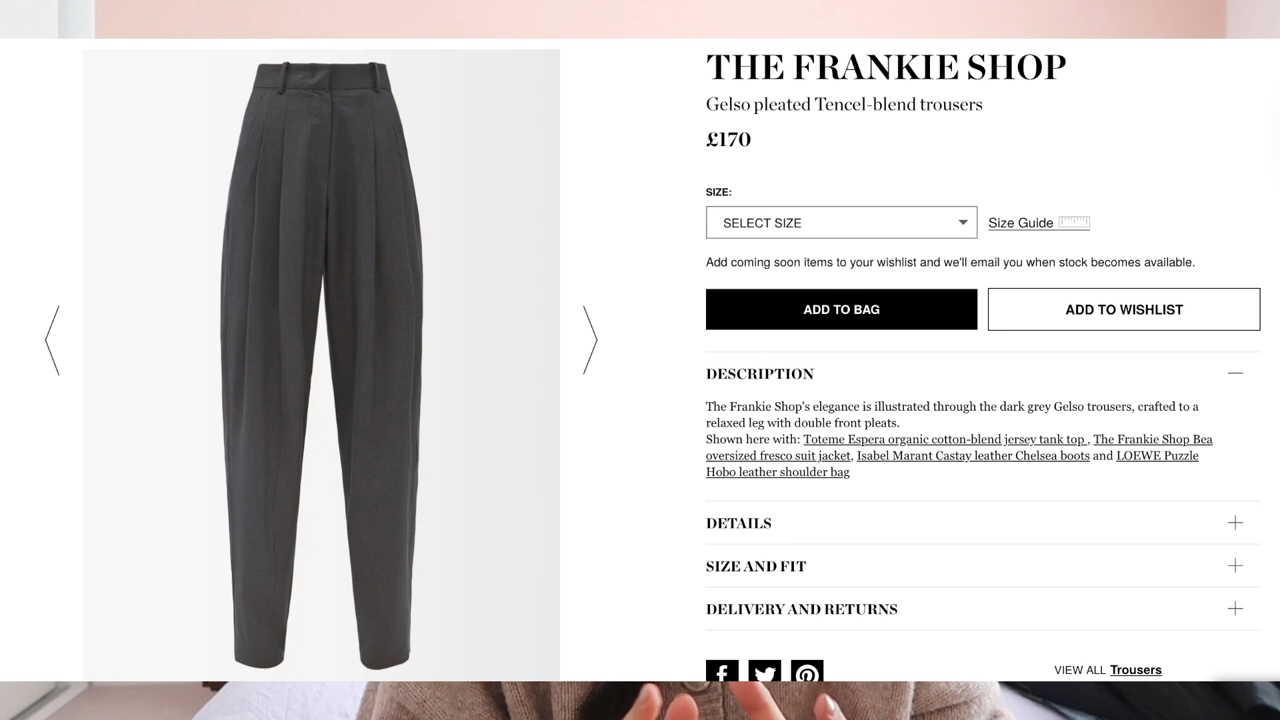 THE FRANKIE SHOP
Gelso pleated Tencel-blend trousers
£170
SIZE:
SELECT SIZE
Size Guide
Add coming soon items to your wishlist and we'll email you when stock becomes available.
ADD TO BAG
ADD TO WISHLIST
DESCRIPTION
The Frankie Shop's elegance is illustrated through the dark grey Gelso trousers, crafted to a
relaxed leg with double front pleats.
Shown here with: Toteme Espera organic cotton-blend jersey tank top , The Frankie Shop Bea
oversized fresco suit jacket, Isabel Marant Castay leather Chelsea boots and LOEWE Puzzle
Hobo leather shoulder bag
DETAILS
SIZE AND FIT
DELIVERY AND RETURNS
VIEW ALL Trousers